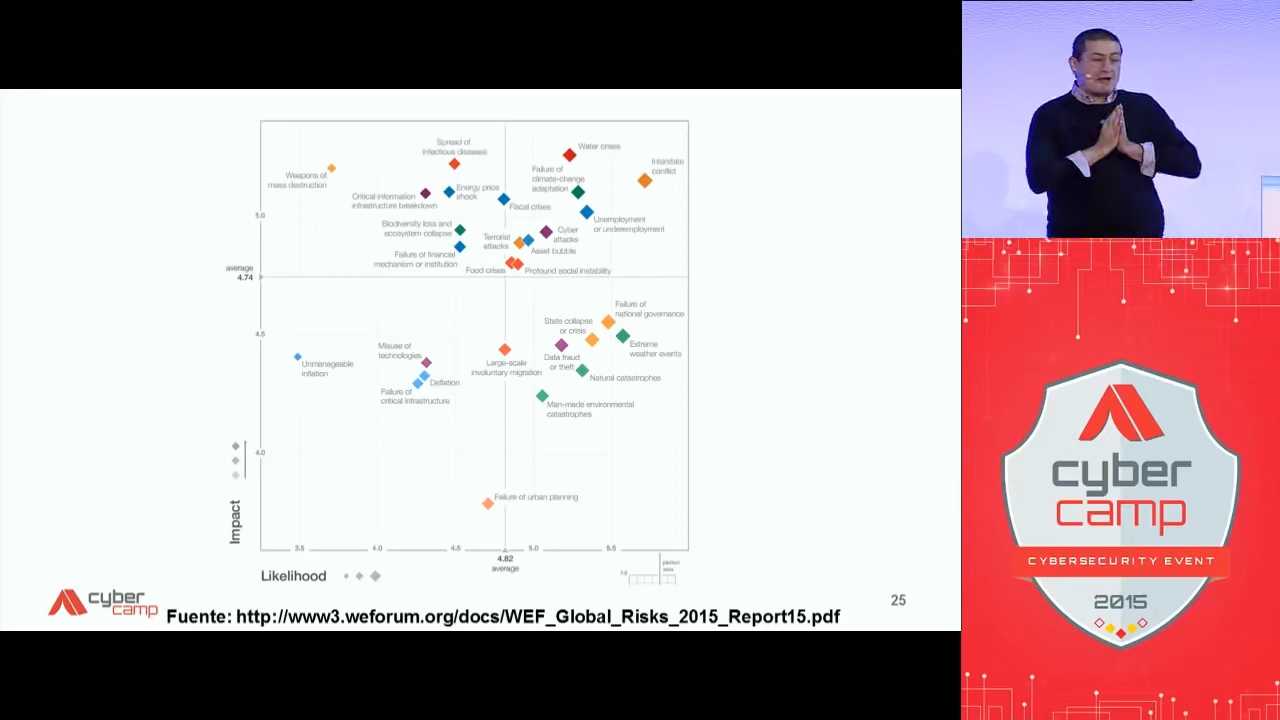 Spread of
infectious diseases
Water crises
Interstate
conflict
Weapons of
mass destruction
Failure of
climate-change
adaptation
Critical information
infrastructure breakdown
Energy price
shock
Fiscal crises
5.0
Unemployment
or underemployment
Biodiversity loss and
ecosystem collapse
Terrorist
attacks
Cyber
attacks
Asset bubble
Failure of financial
mechanism or institution
Food crises
Profound social instability
average
4.74
Failure of
national governance
State collapse
or crisis
4.5
Extreme
weather events
Misuse of
technologies
Unmanageable
inflation
Large-scale
involuntary migration
Data fraud
or theft
Natural catastrophes
Deflation
Failure of
critical infrastructure
Man-made environmental
catastrophes
4.0
Failure of urban planning
Impact
3.5
4.0
4.5
5.0
5.5
4.82
average
Likelihood
cyber
camp
Fuente: http://www3.weforum.org/docs/WEF_Global_Risks_2015_Report15.pdf
25
cyber
camp
CYBERSECURITY EVENT
2015